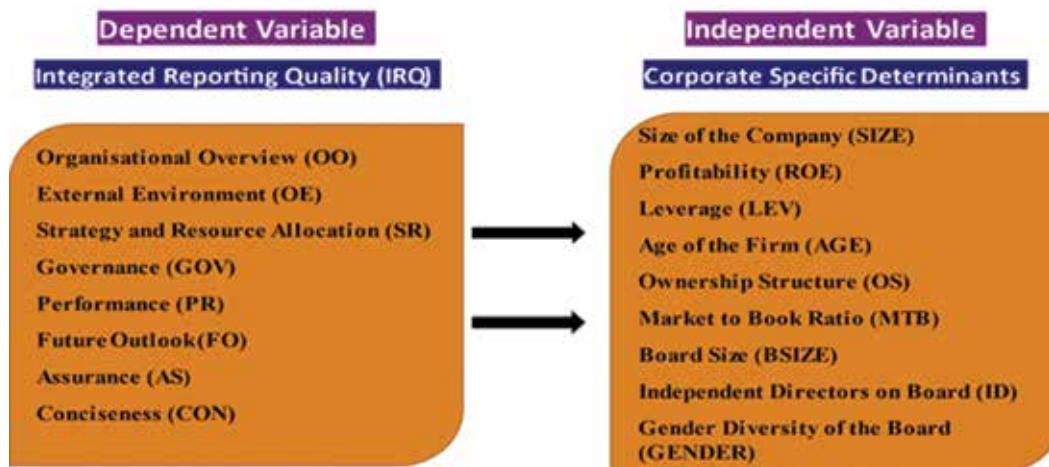 Dependent Variable
Integrated Reporting Quality (IRQ)
Organisational Overview (OO)
External Environment (OE)
Strategy and Resource Allocation (SR)
Governance (GOV)
Performance (PR)
Future Outlook(FO)
Assurance (AS)
Conciseness (CON)
Independent Variable
Corporate Specific Determinants
Size of the Company (SIZE)
Profitability (ROE)
Leverage (LEV)
Age of the Firm (AGE)
Ownership Structure (OS)
Market to Book Ratio (MTB)
Board Size (BSIZE)
Independent Directors on Board (ID)
Gender Diversity of the Board
(GENDER)